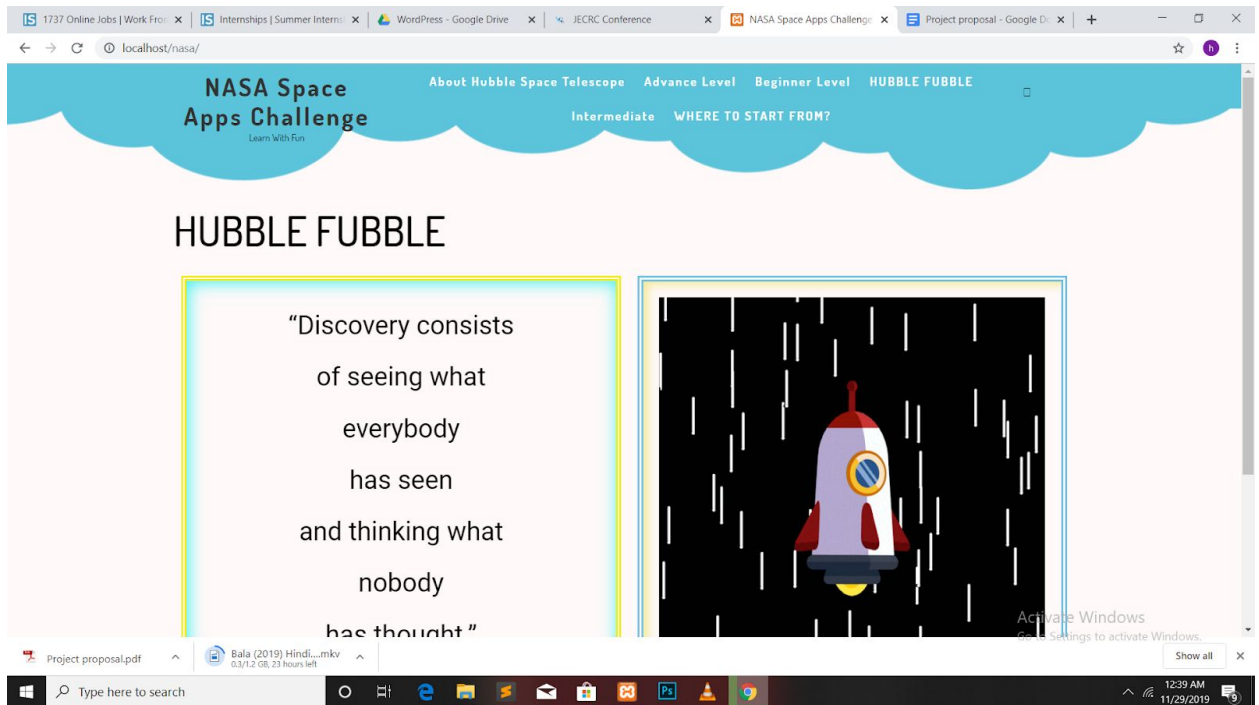 1737 Online Jobs | Work Fron
Internships | Summer Interns
WordPress - Google Drive
JECRC Conference
NASA Space Apps Challenge
Project proposal - Google Do
localhost/nasa/
h
NASA Space
Apps Challenge
Learn With Fun
About Hubble Space Telescope Advance Level Beginner Level HUBBLE FUBBLE
Intermediate WHERE TO START FROM?
HUBBLE FUBBLE
“Discovery consists
of seeing what
everybody
has seen
and thinking what
nobody
has thought.”
Activate Windows
Go to Settings to activate Windows.
Project proposal.pdf
Bala (2019) Hindi....mkv
0.3/1.2 GB, 23 hours left
Show all
Type here to search
Ps
12:39 AM
11/29/2019
9